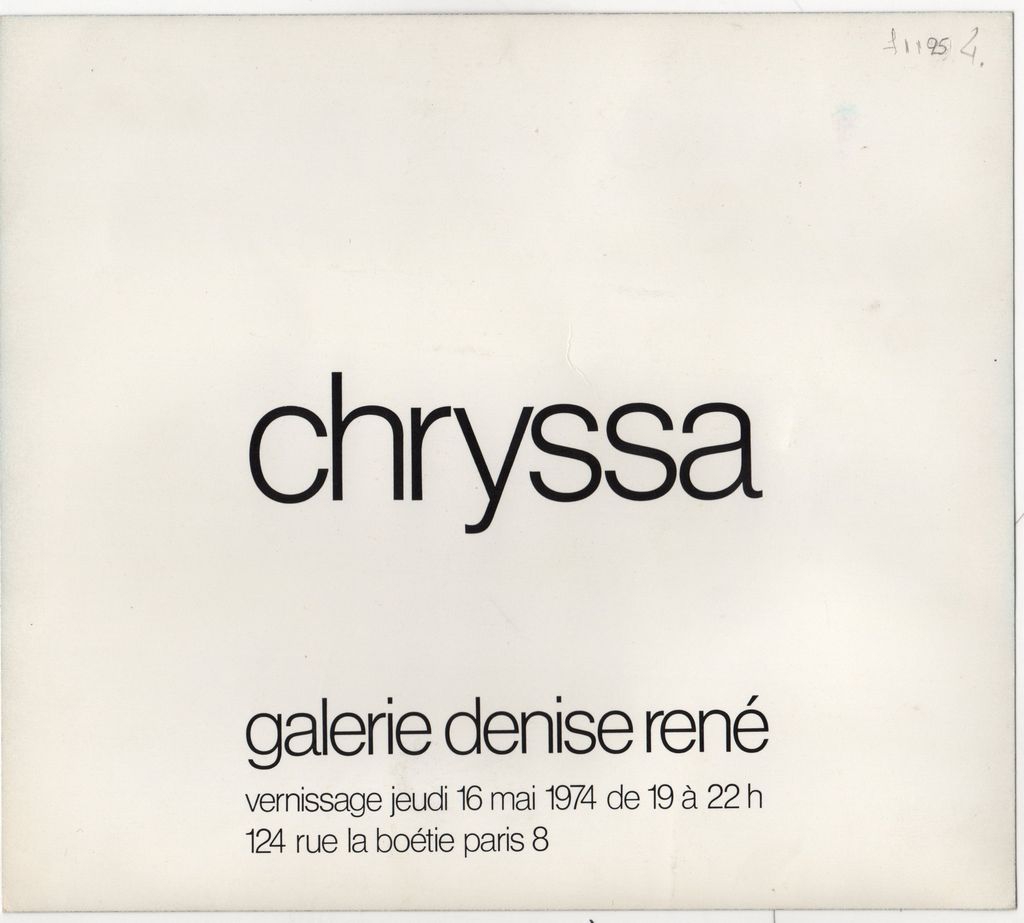 chryssa
galerie denise rené
vernissage jeudi 16 mai 1974 de 19 à 22 h
124 rue la boétie paris 8